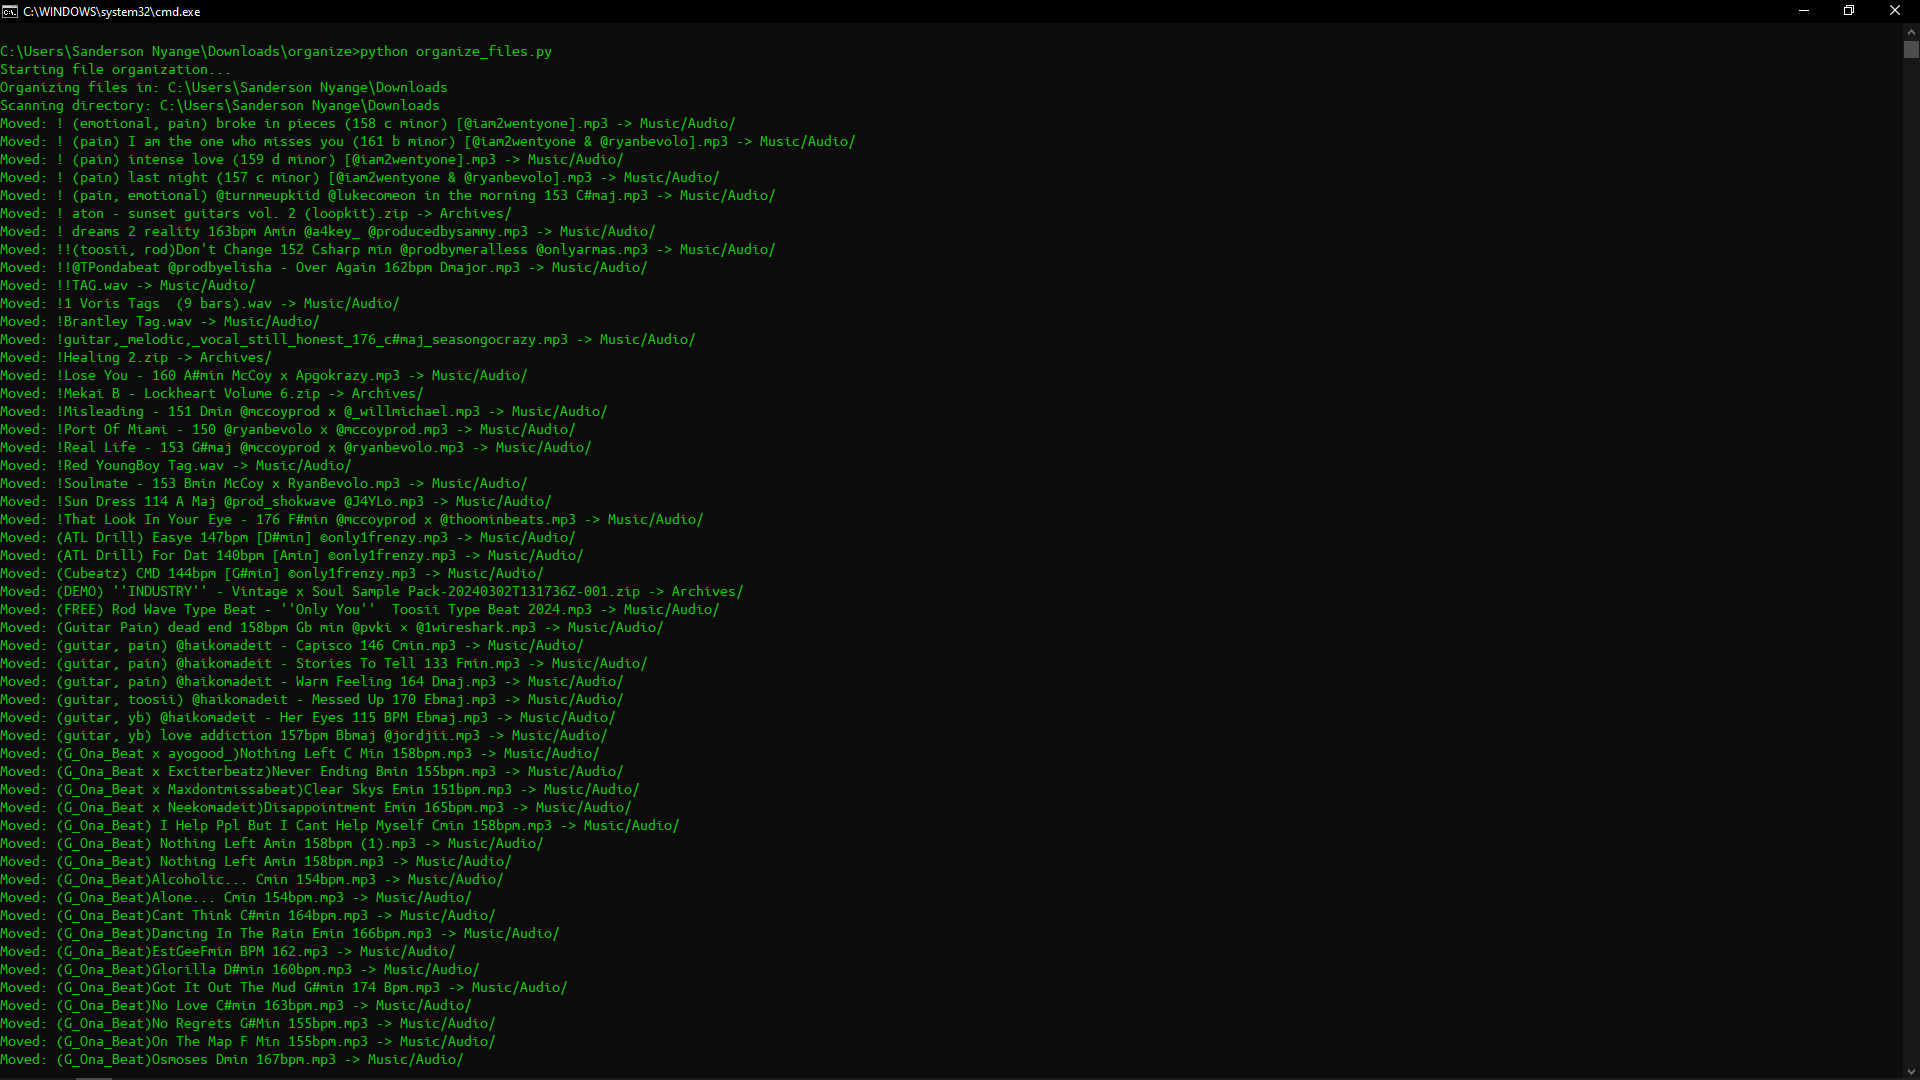 C:\WINDOWS\system32\cmd.exe
C:\Users\Sanderson Nyange\Downloads\organize>python organize_files.py
Starting file organization...
Organizing files in: C:\Users\Sanderson Nyange\Downloads
Scanning directory: C:\Users\Sanderson Nyange\Downloads
Moved: ! (emotional, pain) broke in pieces (158 c minor) [@iam2wentyone].mp3 -> Music/Audio/
Moved: ! (pain) I am the one who misses you (161 b minor) [@iam2wentyone & @ryanbevolo].mp3 -> Music/Audio/
Moved: ! (pain) intense love (159 d minor) [@iam2wentyone].mp3 -> Music/Audio/
Moved: ! (pain) last night (157 c minor) [@iam2wentyone & @ryanbevolo].mp3 -> Music/Audio/
Moved: ! (pain, emotional) @turnmeupkiid @lukecomeon in the morning 153 C#maj.mp3 -> Music/Audio/
Moved: ! aton - sunset guitars vol. 2 (loopkit).zip -> Archives/
Moved: ! dreams 2 reality 163bpm Amin @a4key_ @producedbysammy.mp3 -> Music/Audio/
Moved: !!(toosii, rod)Don't Change 152 Csharp min @prodbymeralless @onlyarmas.mp3 -> Music/Audio/
Moved: !!@TPondabeat @prodbyelisha - Over Again 162bpm Dmajor.mp3 -> Music/Audio/
Moved: !!TAG.wav -> Music/Audio/
Moved: !1 Voris Tags  (9 bars).wav -> Music/Audio/
Moved: !Brantley Tag.wav -> Music/Audio/
Moved: !guitar,_melodic,_vocal_still_honest_176_c#maj_seasongocrazy.mp3 -> Music/Audio/
Moved: !Healing 2.zip -> Archives/
Moved: !Lose You - 160 A#min McCoy x Apgokrazy.mp3 -> Music/Audio/
Moved: !Mekai B - Lockheart Volume 6.zip -> Archives/
Moved: !Misleading - 151 Dmin @mccoyprod x @_willmichael.mp3 -> Music/Audio/
Moved: !Port Of Miami - 150 @ryanbevolo x @mccoyprod.mp3 -> Music/Audio/
Moved: !Real Life - 153 G#maj @mccoyprod x @ryanbevolo.mp3 -> Music/Audio/
Moved: !Red YoungBoy Tag.wav -> Music/Audio/
Moved: !Soulmate - 153 Bmin McCoy x RyanBevolo.mp3 -> Music/Audio/
Moved: !Sun Dress 114 A Maj @prod_shokwave @J4YLo.mp3 -> Music/Audio/
Moved: !That Look In Your Eye - 176 F#min @mccoyprod x @thoominbeats.mp3 -> Music/Audio/
Moved: (ATL Drill) Easye 147bpm [D#min] ©only1frenzy.mp3 -> Music/Audio/
Moved: (ATL Drill) For Dat 140bpm [Amin] ©only1frenzy.mp3 -> Music/Audio/
Moved: (Cubeatz) CMD 144bpm [G#min] ©only1frenzy.mp3 -> Music/Audio/
Moved: (DEMO) ''INDUSTRY'' - Vintage x Soul Sample Pack-20240302T131736Z-001.zip -> Archives/
Moved: (FREE) Rod Wave Type Beat - ''Only You''  Toosii Type Beat 2024.mp3 -> Music/Audio/
Moved: (Guitar Pain) dead end 158bpm Gb min @pvki × @1wireshark.mp3 -> Music/Audio/
Moved: (guitar, pain) @haikomadeit - Capisco 146 Cmin.mp3 -> Music/Audio/
Moved: (guitar, pain) @haikomadeit - Stories To Tell 133 Fmin.mp3 -> Music/Audio/
Moved: (guitar, pain) @haikomadeit - Warm Feeling 164 Dmaj.mp3 -> Music/Audio/
Moved: (guitar, toosii) @haikomadeit - Messed Up 170 Ebmaj.mp3 -> Music/Audio/
Moved: (guitar, yb) @haikomadeit - Her Eyes 115 BPM Ebmaj.mp3 -> Music/Audio/
Moved: (guitar, yb) love addiction 157bpm Bbmaj @jordjii.mp3 -> Music/Audio/
Moved: (G_Ona_Beat x ayogood_)Nothing Left C Min 158bpm.mp3 -> Music/Audio/
Moved: (G_Ona_Beat x Exciterbeatz)Never Ending Bmin 155bpm.mp3 -> Music/Audio/
Moved: (G_Ona_Beat x Maxdontmissabeat)Clear Skys Emin 151bpm.mp3 -> Music/Audio/
Moved: (G_Ona_Beat x Neekomadeit)Disappointment Emin 165bpm.mp3 -> Music/Audio/
Moved: (G_Ona_Beat) I Help Ppl But I Cant Help Myself Cmin 158bpm.mp3 -> Music/Audio/
Moved: (G_Ona_Beat) Nothing Left Amin 158bpm (1).mp3 -> Music/Audio/
Moved: (G_Ona_Beat) Nothing Left Amin 158bpm.mp3 -> Music/Audio/
Moved: (G_Ona_Beat)Alcoholic... Cmin 154bpm.mp3 -> Music/Audio/
Moved: (G_Ona_Beat)Alone... Cmin 154bpm.mp3 -> Music/Audio/
Moved: (G_Ona_Beat)Cant Think C#min 164bpm.mp3 -> Music/Audio/
Moved: (G_Ona_Beat)Dancing In The Rain Emin 166bpm.mp3 -> Music/Audio/
Moved: (G_Ona_Beat)EstGeeFmin BPM 162.mp3 -> Music/Audio/
Moved: (G_Ona_Beat)Glorilla D#min 160bpm.mp3 -> Music/Audio/
Moved: (G_Ona_Beat)Got It Out The Mud G#min 174 Bpm.mp3 -> Music/Audio/
Moved: (G_Ona_Beat)No Love C#min 163bpm.mp3 -> Music/Audio/
Moved: (G_Ona_Beat)No Regrets G#Min 155bpm.mp3 -> Music/Audio/
Moved: (G_Ona_Beat)On The Map F Min 155bpm.mp3 -> Music/Audio/
Moved: (G_Ona_Beat)Osmoses Dmin 167bpm.mp3 -> Music/Audio/